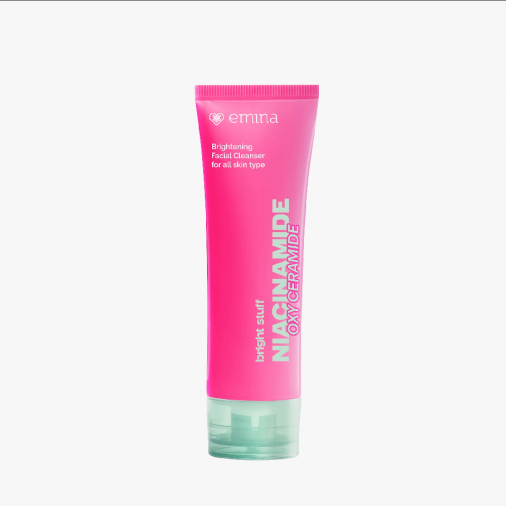 emina
Brightening
Facial Cleanser
for all skin type
bright stuff
NIACINAMIDE
OXY CERAMIDE